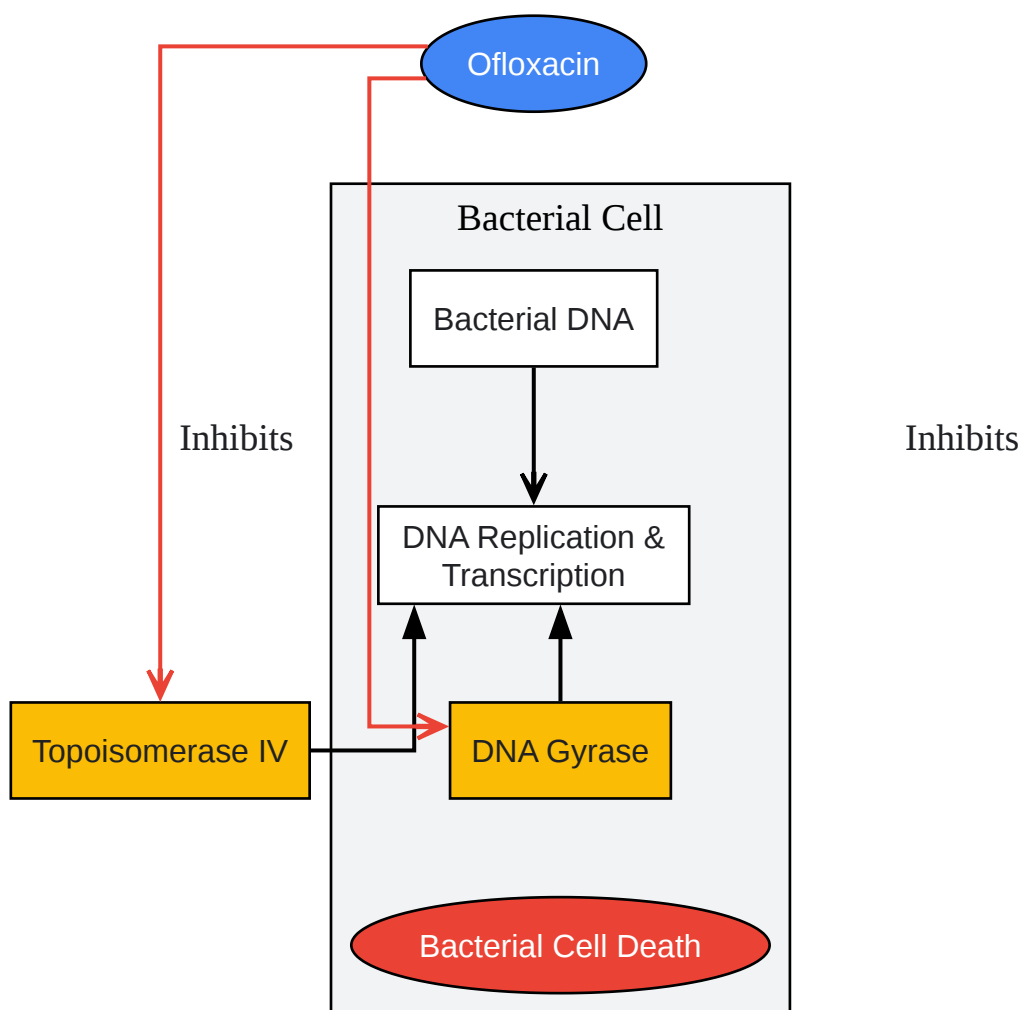 Ofloxacin
Bacterial Cell
Bacterial DNA
Inhibits
Inhibits
DNA Replication &
Transcription
Topoisomerase IV
DNA Gyrase
Bacterial Cell Death